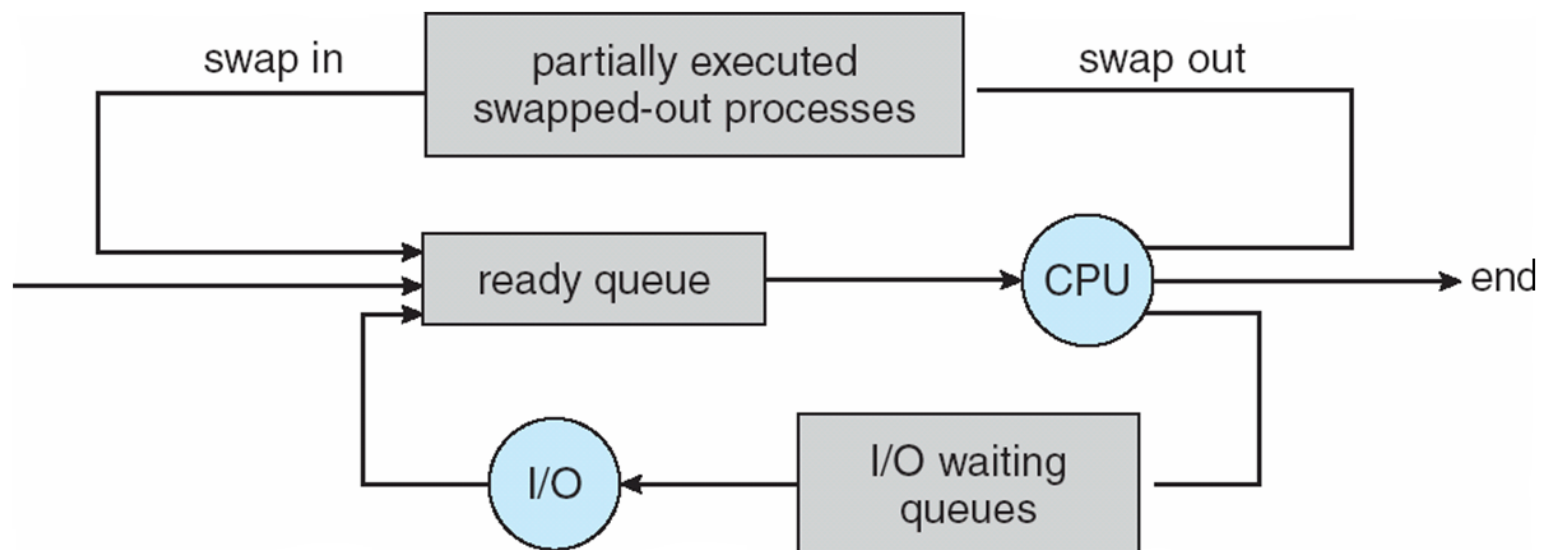 swap in
partially executed
swapped-out processes
swap out
ready queue
CPU
end
I/O
I/O waiting
queues